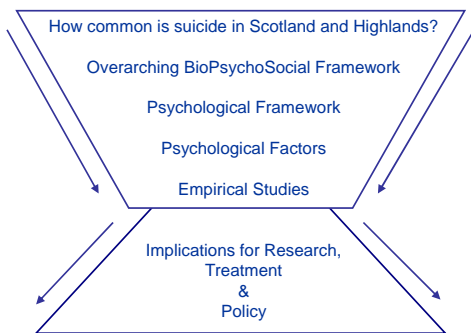 How common is suicide in Scotland and Highlands?
Overarching BioPsychoSocial Framework
Psychological Framework
Psychological Factors
Empirical Studies
Implications for Research,
Treatment
&
Policy